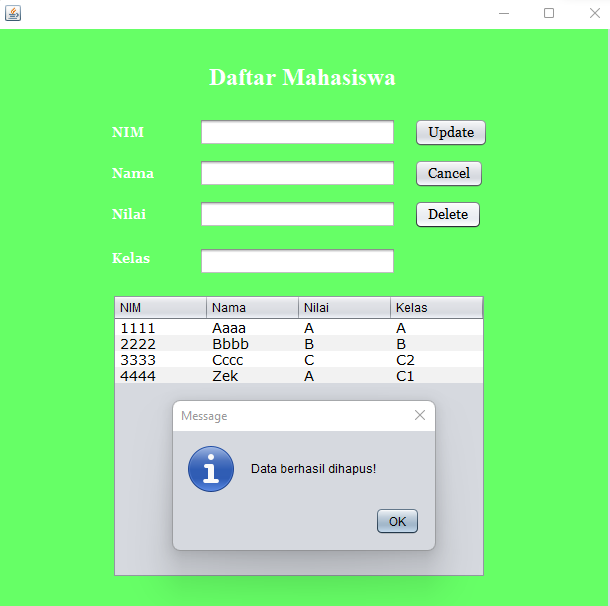 Daftar Mahasiswa
NIM Update
Nama Cancel
Nilai Delete
Kelas
NIM Nama Nilai Kelas
1111 Aaaa A A
2222 Bbbb B B
3333 Cccc C C2
4444 Zek A C1
Message
Data berhasil dihapus!
OK